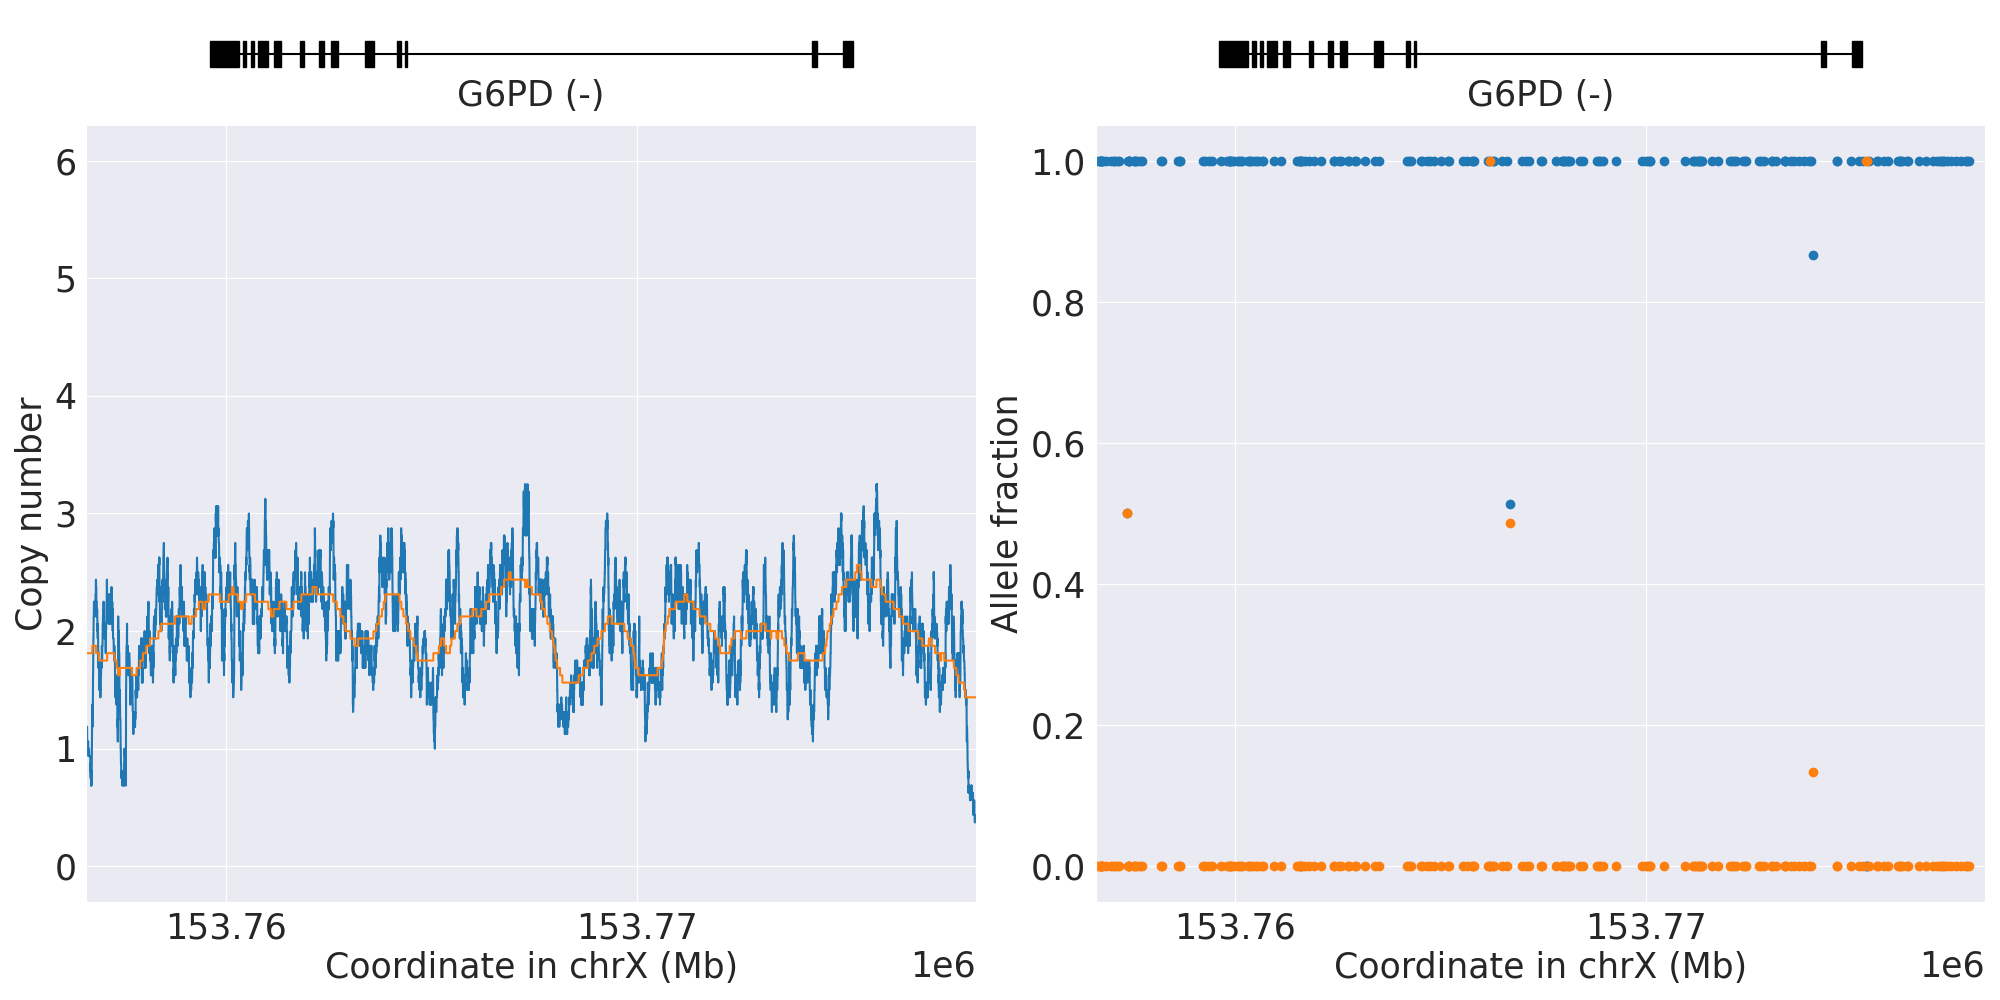 G6PD (-)
G6PD (-)
Copy number
6
5
4
3
2
1
0
153.76
153.77
Coordinate in chrX (Mb)
1e6
Allele fraction
1.0
0.8
0.6
0.4
0.2
0.0
153.76
153.77
Coordinate in chrX (Mb)
1e6